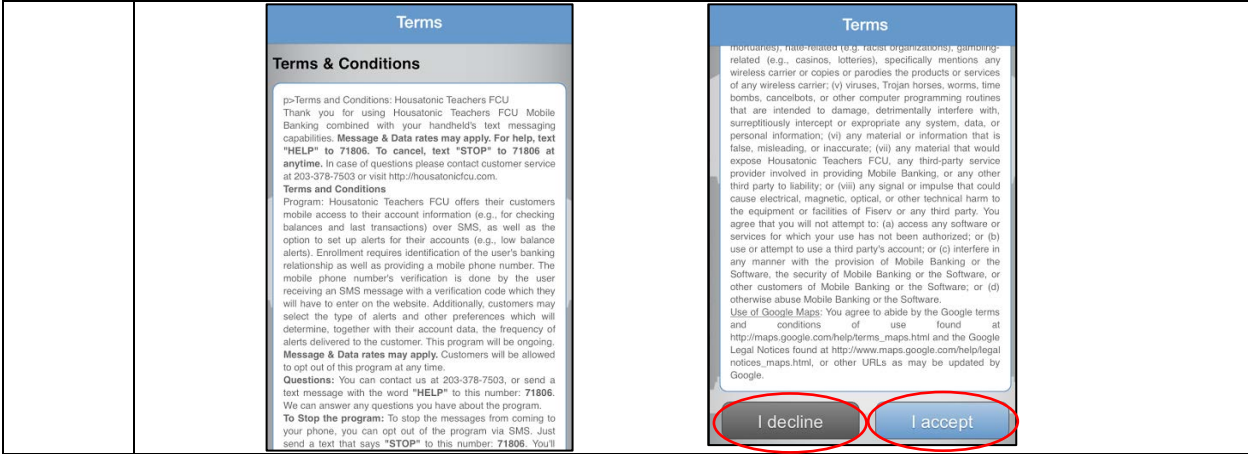 Terms
Terms & Conditions
p>Terms and Conditions: Housatonic Teachers FCU
Thank you for using Housatonic Teachers FCU Mobile
Banking combined with your handheld's text messaging
capabilities. Message & Data rates may apply. For help, text
"HELP" to 71806. To cancel, text "STOP" to 71806 at
anytime. In case of questions please contact customer service
at 203-378-7503 or visit http://housatonicfcu.com.
Terms and Conditions
Program: Housatonic Teachers FCU offers their customers
mobile access to their account information (e.g., for checking
balances and last transactions) over SMS, as well as the
option to set up alerts for their accounts (e.g., low balance
alerts). Enrollment requires identification of the user's banking
relationship as well as providing a mobile phone number. The
mobile phone number's verification is done by the user
receiving an SMS message with a verification code which they
will have to enter on the website. Additionally, customers may
select the type of alerts and other preferences which will
determine, together with their account data, the frequency of
alerts delivered to the customer. This program will be ongoing.
Message & Data rates may apply. Customers will be allowed
to opt out of this program at any time.
Questions: You can contact us at 203-378-7503, or send a
text message with the word "HELP" to this number: 71806.
We can answer any questions you have about the program.
To Stop the program: To stop the messages from coming to
your phone, you can opt out of the program via SMS. Just
send a text that says "STOP" to this number: 71806. You'll
Terms
mortuaries), hate-related (e.g. racist organizations), gambling-
related (e.g., casinos, lotteries), specifically mentions any
wireless carrier or copies or parodies the products or services
of any wireless carrier; (v) viruses, Trojan horses, worms, time
bombs, cancelbots, or other computer programming routines
that are intended to damage, detrimentally interfere with,
surreptitiously intercept or expropriate any system, data, or
personal information; (vi) any material or information that is
false, misleading, or inaccurate; (vii) any material that would
expose Housatonic Teachers FCU, any third-party service
provider involved in providing Mobile Banking, or any other
third party to liability; or (viii) any signal or impulse that could
cause electrical, magnetic, optical, or other technical harm to
the equipment or facilities of Fiserv or any third party. You
agree that you will not attempt to: (a) access any software or
services for which your use has not been authorized; or (b)
use or attempt to use a third party's account; or (c) interfere in
any manner with the provision of Mobile Banking or the
Software, the security of Mobile Banking or the Software, or
other customers of Mobile Banking or the Software; or (d)
otherwise abuse Mobile Banking or the Software.
Use of Google Maps: You agree to abide by the Google terms
and conditions of use found at
http://maps.google.com/help/terms_maps.html and the Google
Legal Notices found at http://www.maps.google.com/help/legal
notices_maps.html, or other URLs as may be updated by
Google.
I decline
I accept